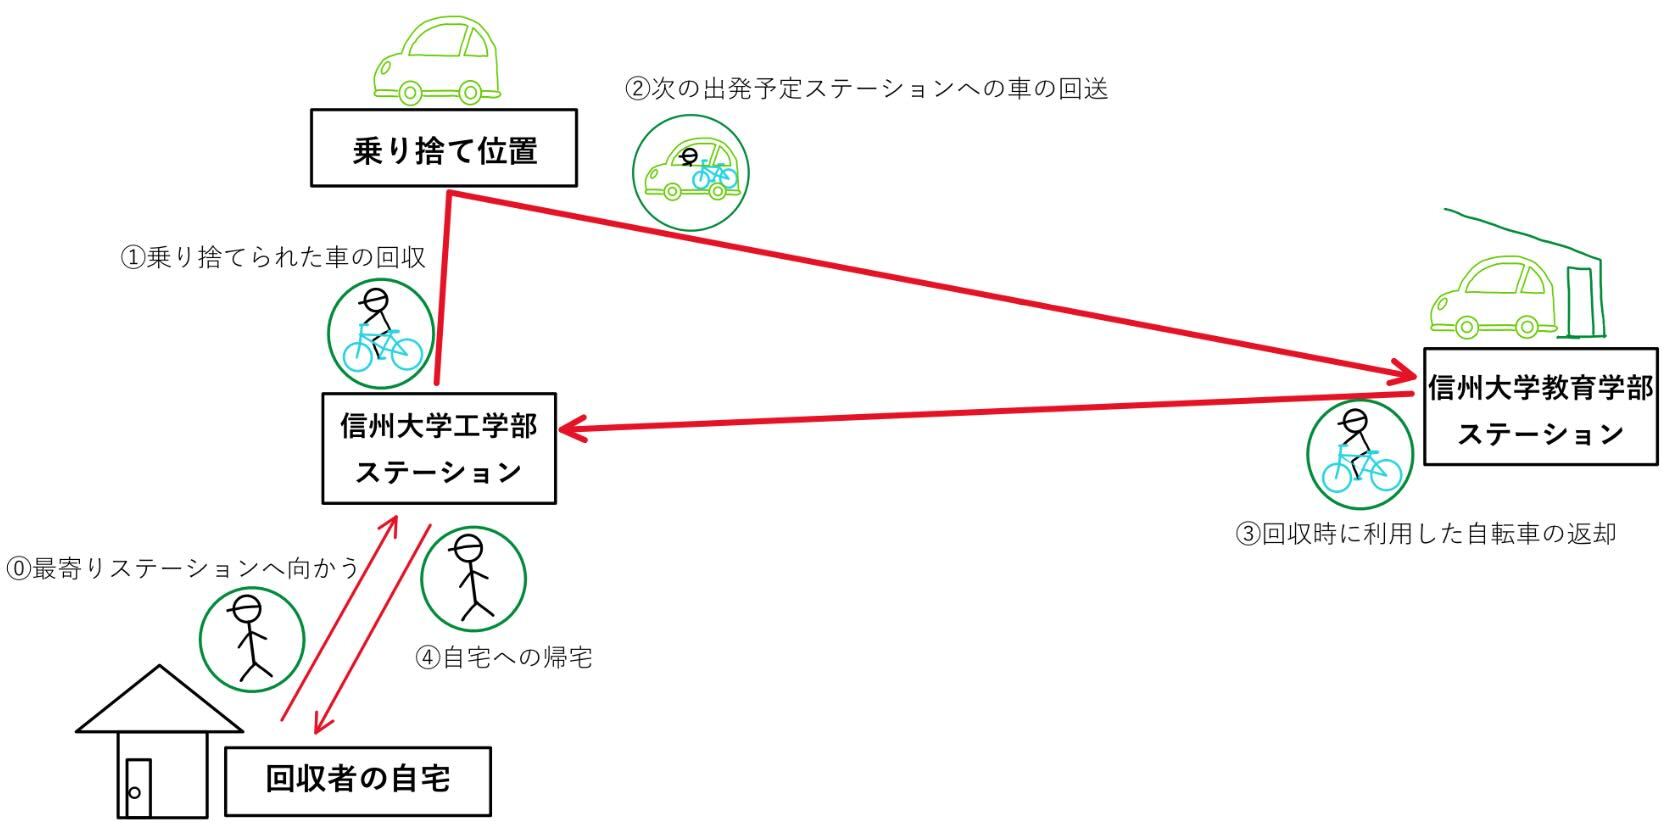 乗り捨て位置
②次の出発予定ステーションへの車の回送
①乗り捨てられた車の回収
信州大学工学部
ステーション
信州大学教育学部
ステーション
③回収時に利用した自転車の返却
⓪最寄りステーションへ向かう
④自宅への帰宅
回収者の自宅